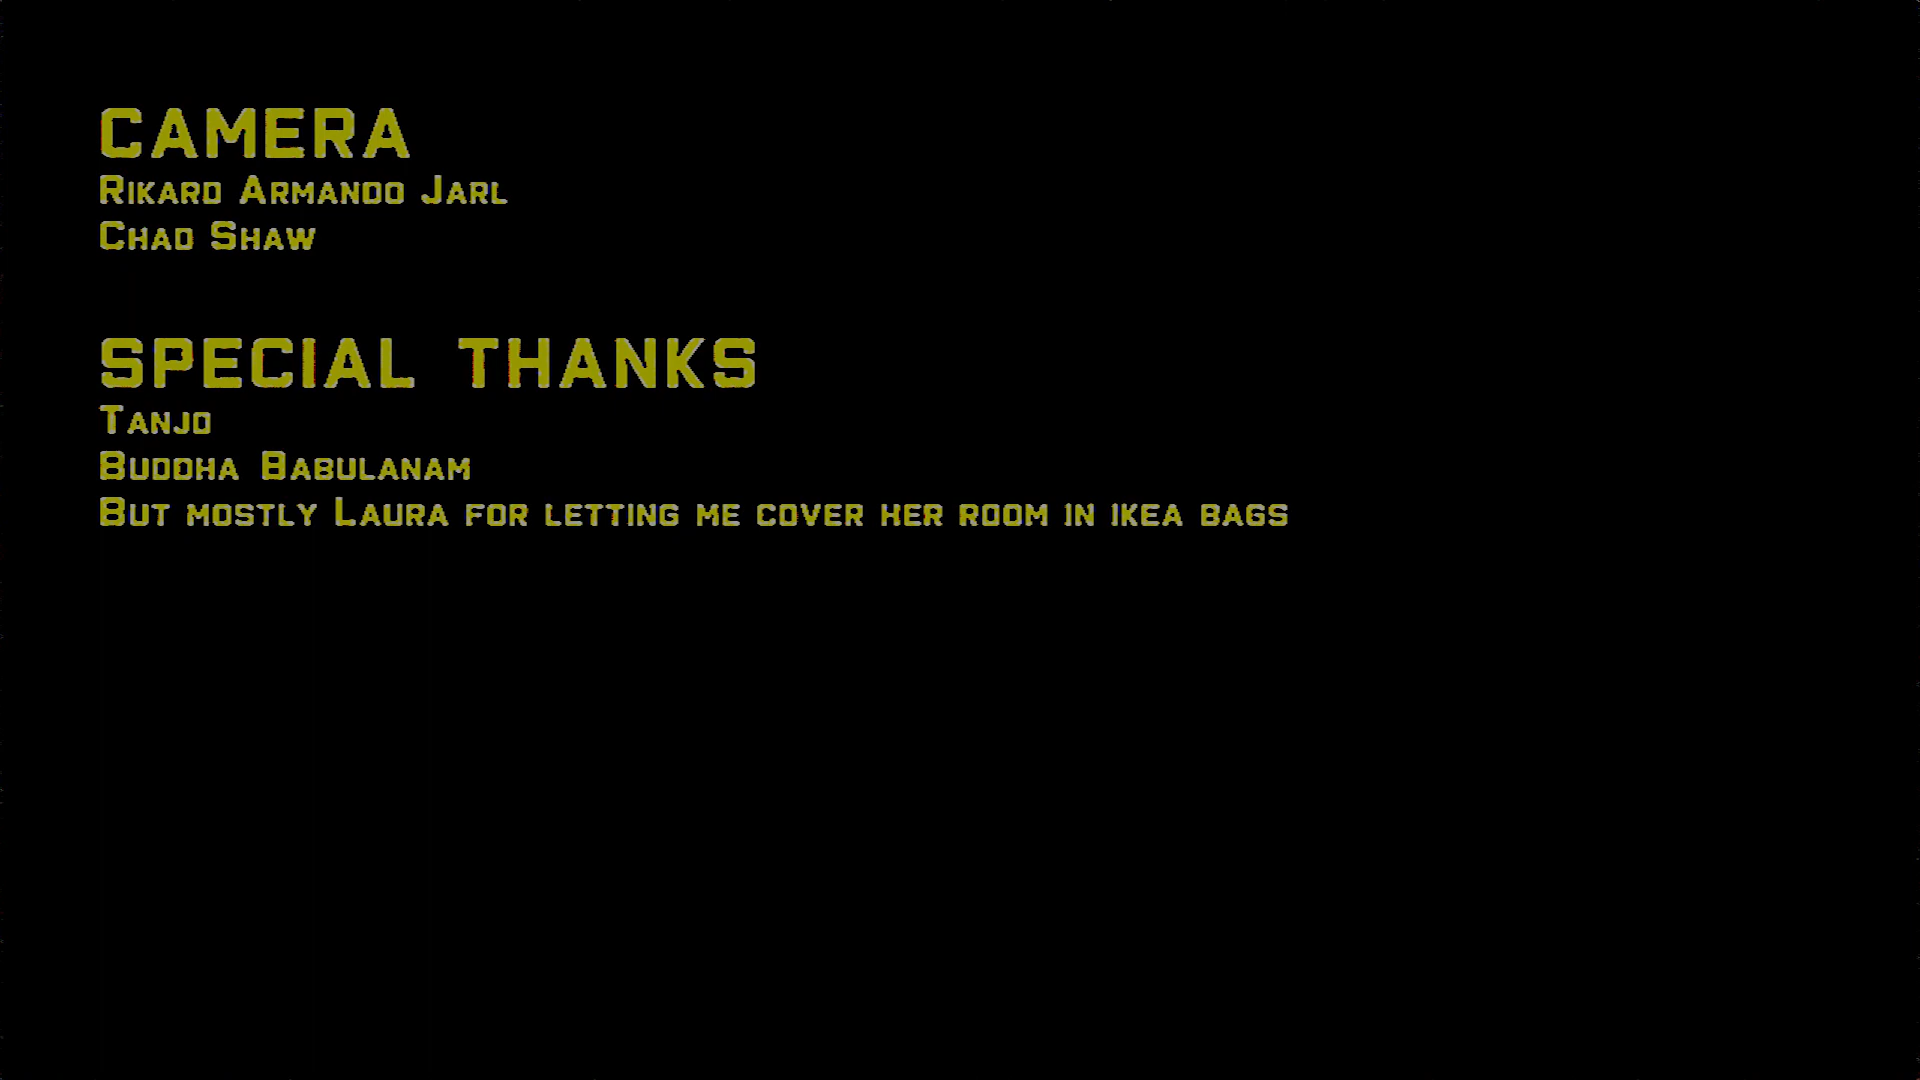 CAMERA
Rikard Armando Jarl
Chad Shaw
SPECIAL THANKS
Tanjo
Buddha Babulanam
But mostly Laura for letting me cover her room in ikea bags